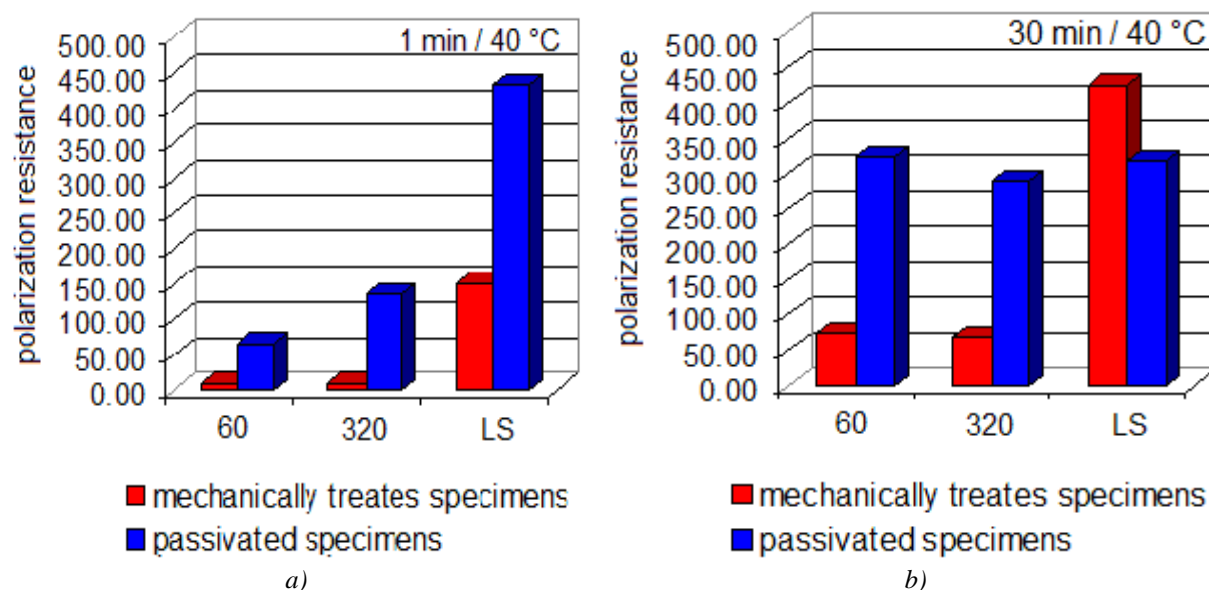 1 min / 40 °C
polarization resistance
500.00
450.00
400.00
350.00
300.00
250.00
200.00
150.00
100.00
50.00
0.00
60 320 LS
mechanically treates specimens
passivated specimens
a)
30 min / 40 °C
polarization resistance
500.00
450.00
400.00
350.00
300.00
250.00
200.00
150.00
100.00
50.00
0.00
60 320 LS
mechanically treates specimens
passivated specimens
b)